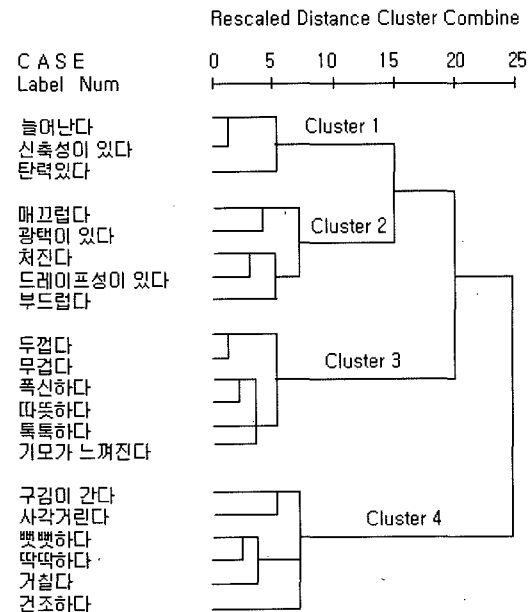 Rescaled Distance Cluster Combine
C A S E 0 5 10 15 20 25
Label Num
늘어난다
신축성이 있다
탄력있다
매끄럽다
광택이 있다
처진다
드레이프성이 있다
부드럽다
두껍다
무겁다
폭신하다
따뜻하다
톡톡하다
기모가 느껴진다
구김이 간다
사각거린다
뻣뻣하다
딱딱하다
거칠다
건조하다
Cluster 1
Cluster 2
Cluster 3
Cluster 4